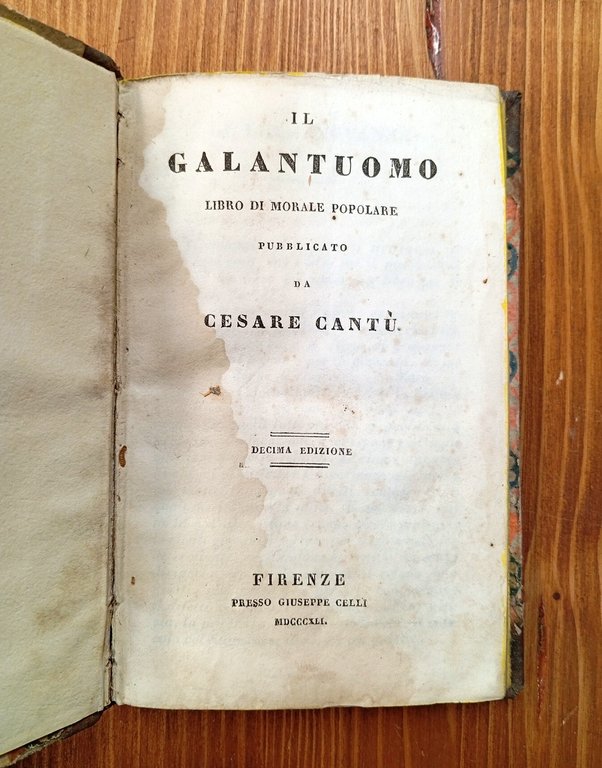 IL
GALANTUOMO
LIBRO DI MORALE POPOLARE
PUBBLICATO
DA
CESARE CANTÙ.
DECIMA EDIZIONE
FIRENZE
PRESSO GIUSEPPE CELLI
MDCCCXLI.